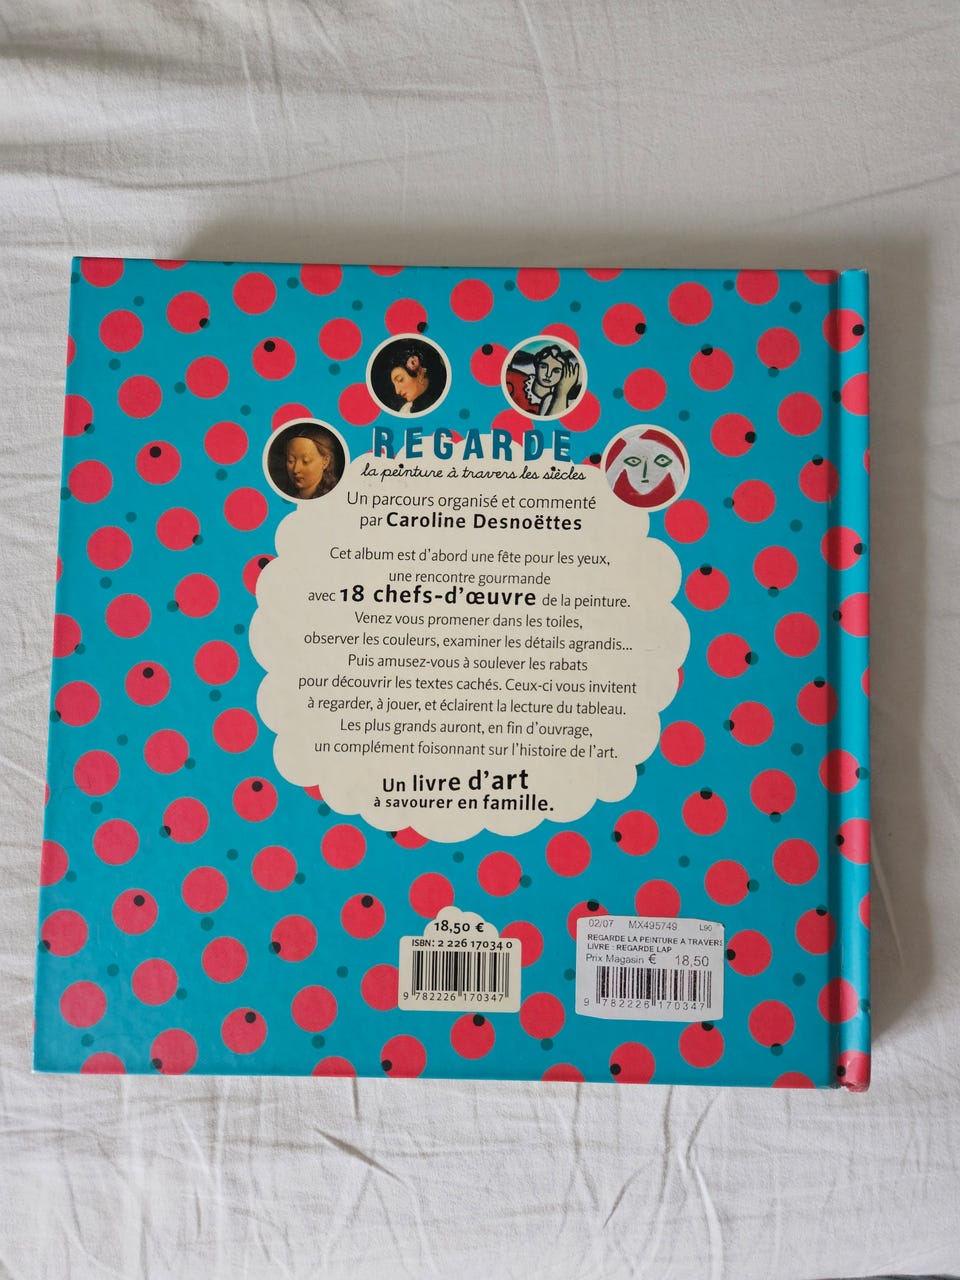 REGARDE
la peinture à travers les siècles
Un parcours organisé et commenté
par Caroline Desnoëttes
Cet album est d'abord une fête pour les yeux,
une rencontre gourmande
avec 18 chefs-d'œuvre de la peinture.
Venez vous promener dans les toiles,
observer les couleurs, examiner les détails agrandis...
Puis amusez-vous à soulever les rabats
pour découvrir les textes cachés. Ceux-ci vous invitent
à regarder, à jouer, et éclairent la lecture du tableau.
Les plus grands auront, en fin d'ouvrage,
un complément foisonnant sur l'histoire de l'art.
Un livre d'art
à savourer en famille.
18,50 €
ISBN: 2 226 17034 0
9 782226 170347
02/07 MX495749 L90
REGARDE LA PEINTURE A TRAVERS
LIVRE : REGARDE LAP
Prix Magasin € 18,50
9 782226 170347